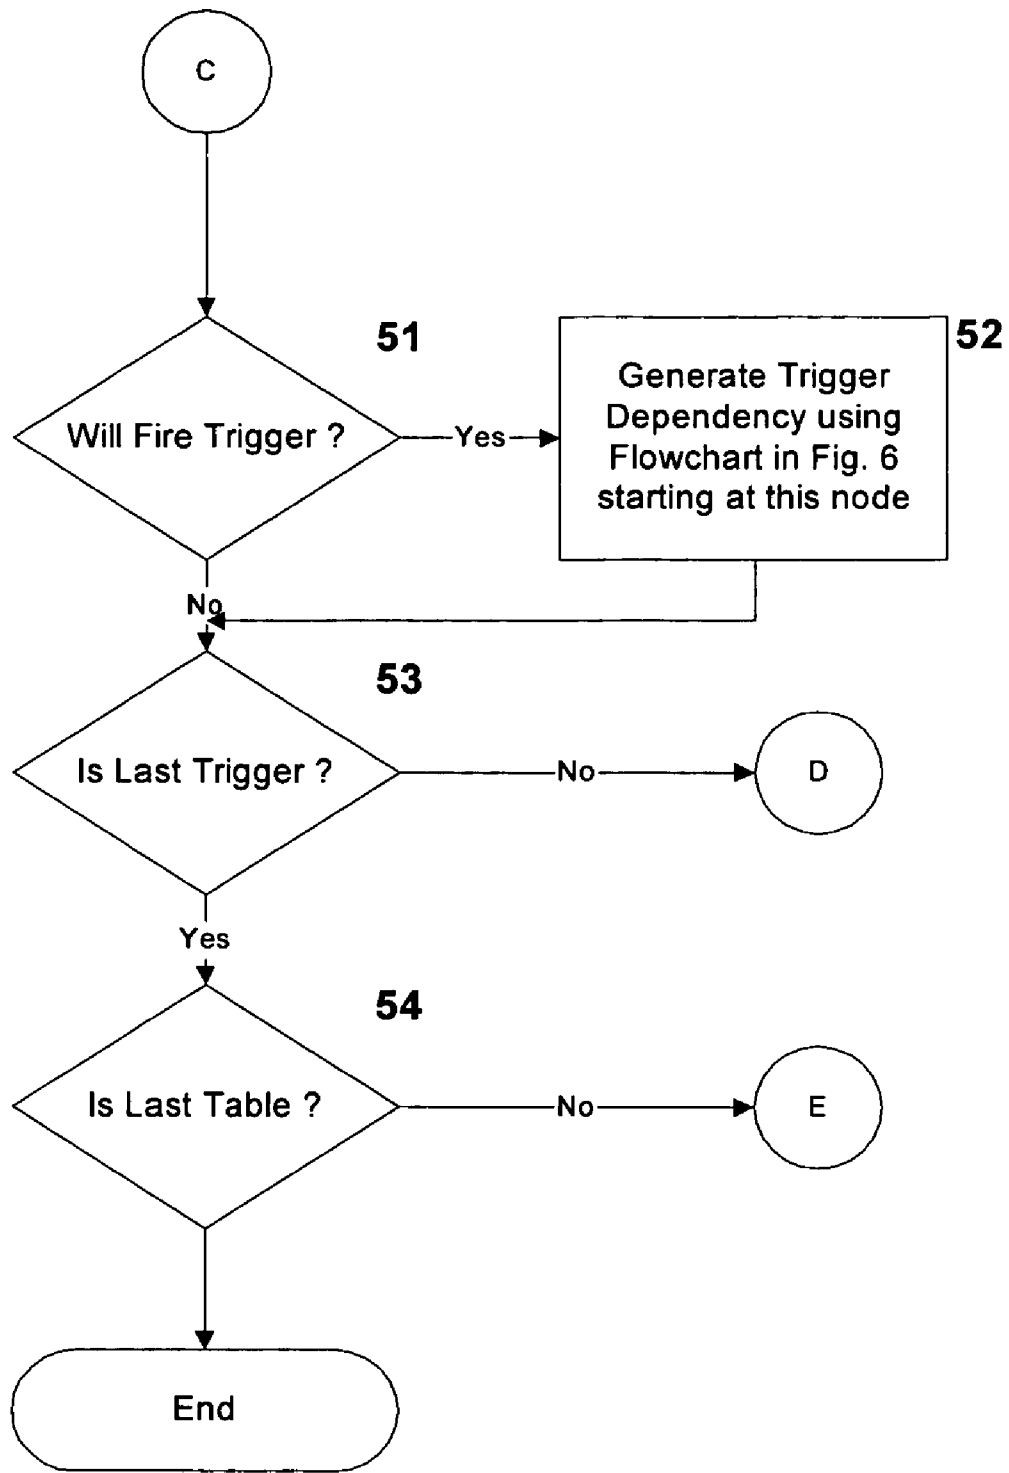 C
51
Will Fire Trigger ?
Yes
52
Generate Trigger
Dependency using
Flowchart in Fig. 6
starting at this node
No
53
Is Last Trigger ?
No
D
Yes
54
Is Last Table ?
No
E
End